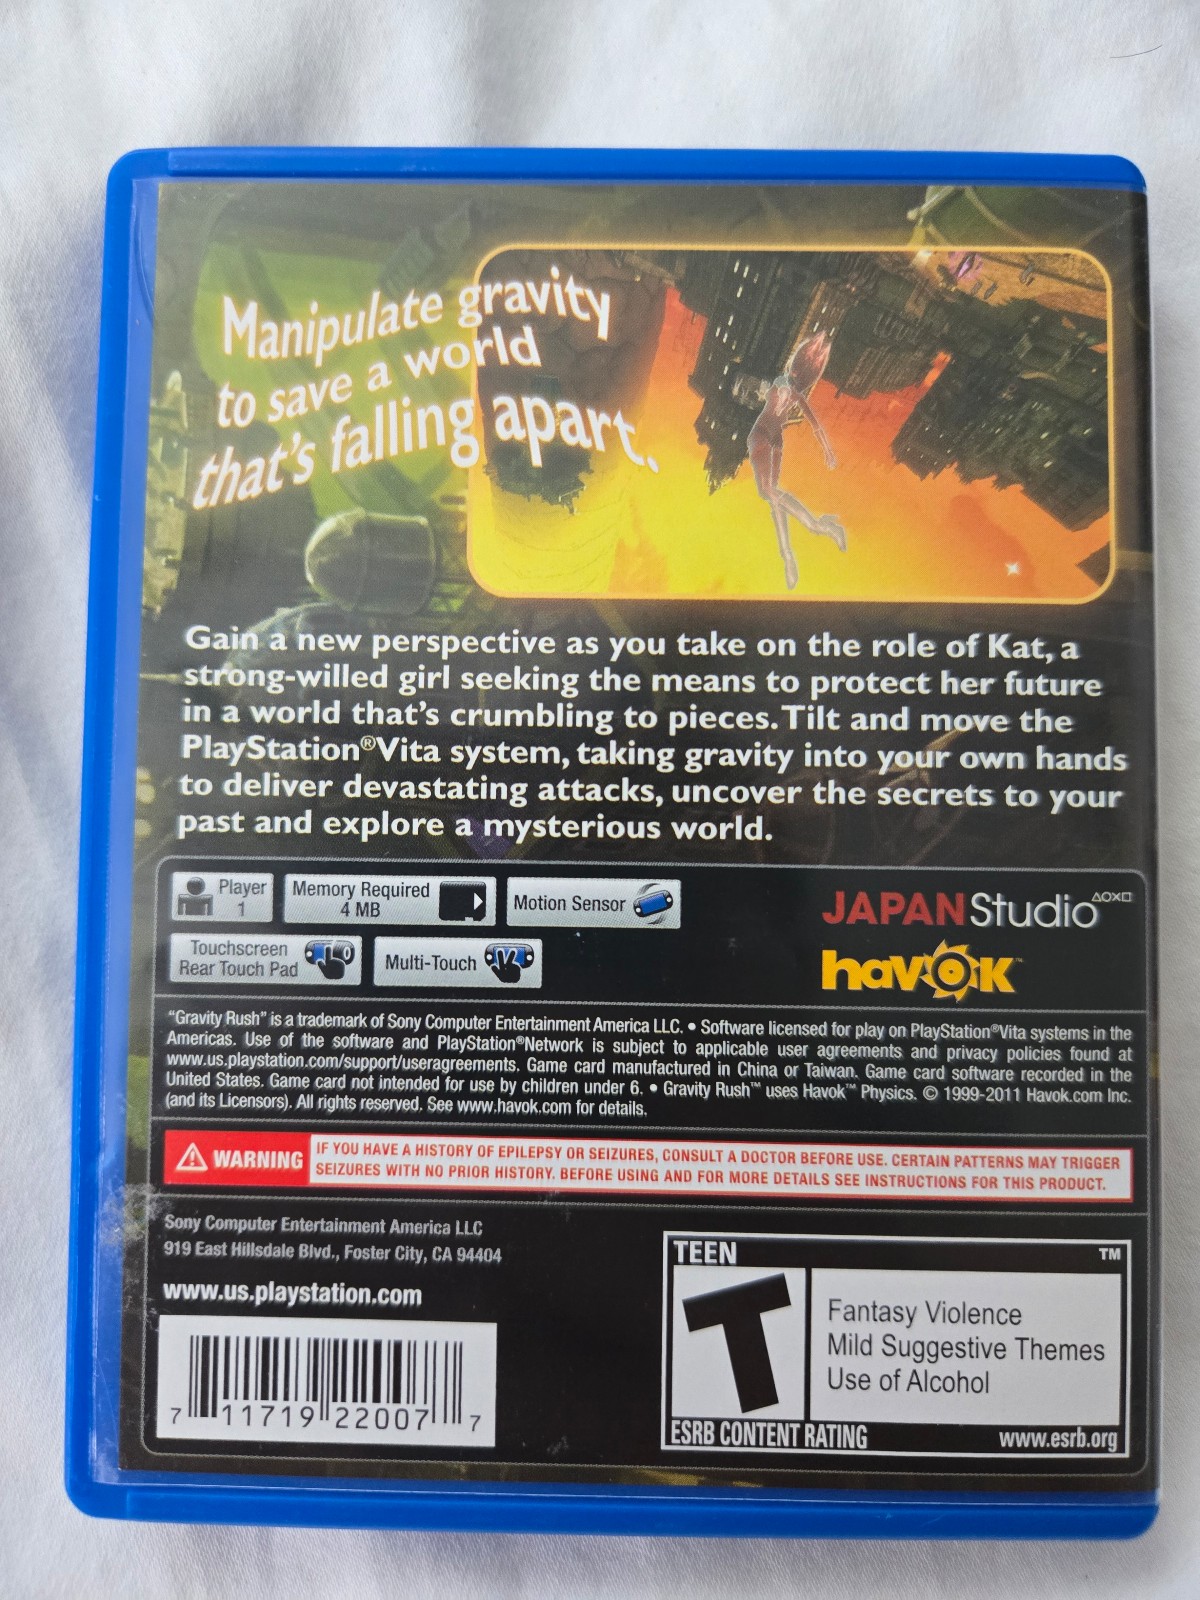 Manipulate gravity
to save a world
that's falling apart.
Gain a new perspective as you take on the role of Kat, a
strong-willed girl seeking the means to protect her future
in a world that's crumbling to pieces. Tilt and move the
PlayStation®Vita system, taking gravity into your own hands
to deliver devastating attacks, uncover the secrets to your
past and explore a mysterious world.
Player
1
Memory Required
4 MB
Motion Sensor
Touchscreen
Rear Touch Pad
Multi-Touch
JAPAN Studio
havok™
"Gravity Rush" is a trademark of Sony Computer Entertainment America LLC. • Software licensed for play on PlayStation®Vita systems in the
Americas. Use of the software and PlayStation®Network is subject to applicable user agreements and privacy policies found at
www.us.playstation.com/support/useragreements. Game card manufactured in China or Taiwan. Game card software recorded in the
United States. Game card not intended for use by children under 6. • Gravity Rush™ uses Havok™ Physics. © 1999-2011 Havok.com Inc.
(and its Licensors). All rights reserved. See www.havok.com for details.
WARNING
IF YOU HAVE A HISTORY OF EPILEPSY OR SEIZURES, CONSULT A DOCTOR BEFORE USE. CERTAIN PATTERNS MAY TRIGGER
SEIZURES WITH NO PRIOR HISTORY. BEFORE USING AND FOR MORE DETAILS SEE INSTRUCTIONS FOR THIS PRODUCT.
Sony Computer Entertainment America LLC
919 East Hillsdale Blvd., Foster City, CA 94404
www.us.playstation.com
7 11719 22007 7
TEEN ™
T
Fantasy Violence
Mild Suggestive Themes
Use of Alcohol
ESRB CONTENT RATING www.esrb.org